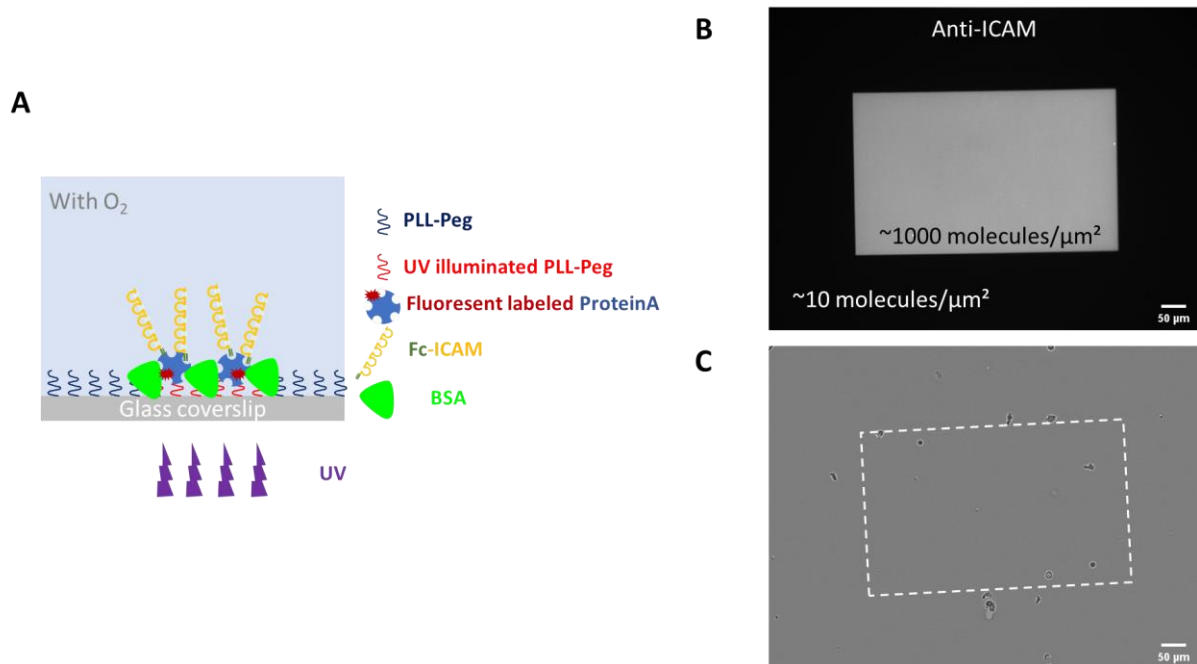 A
With O₂
Glass coverslip
UV
PLL-Peg
UV illuminated PLL-Peg
Fluoresent labeled ProteinA
Fc-ICAM
BSA
B
Anti-ICAM
~1000 molecules/µm²
~10 molecules/µm²
50 µm
C
50 µm